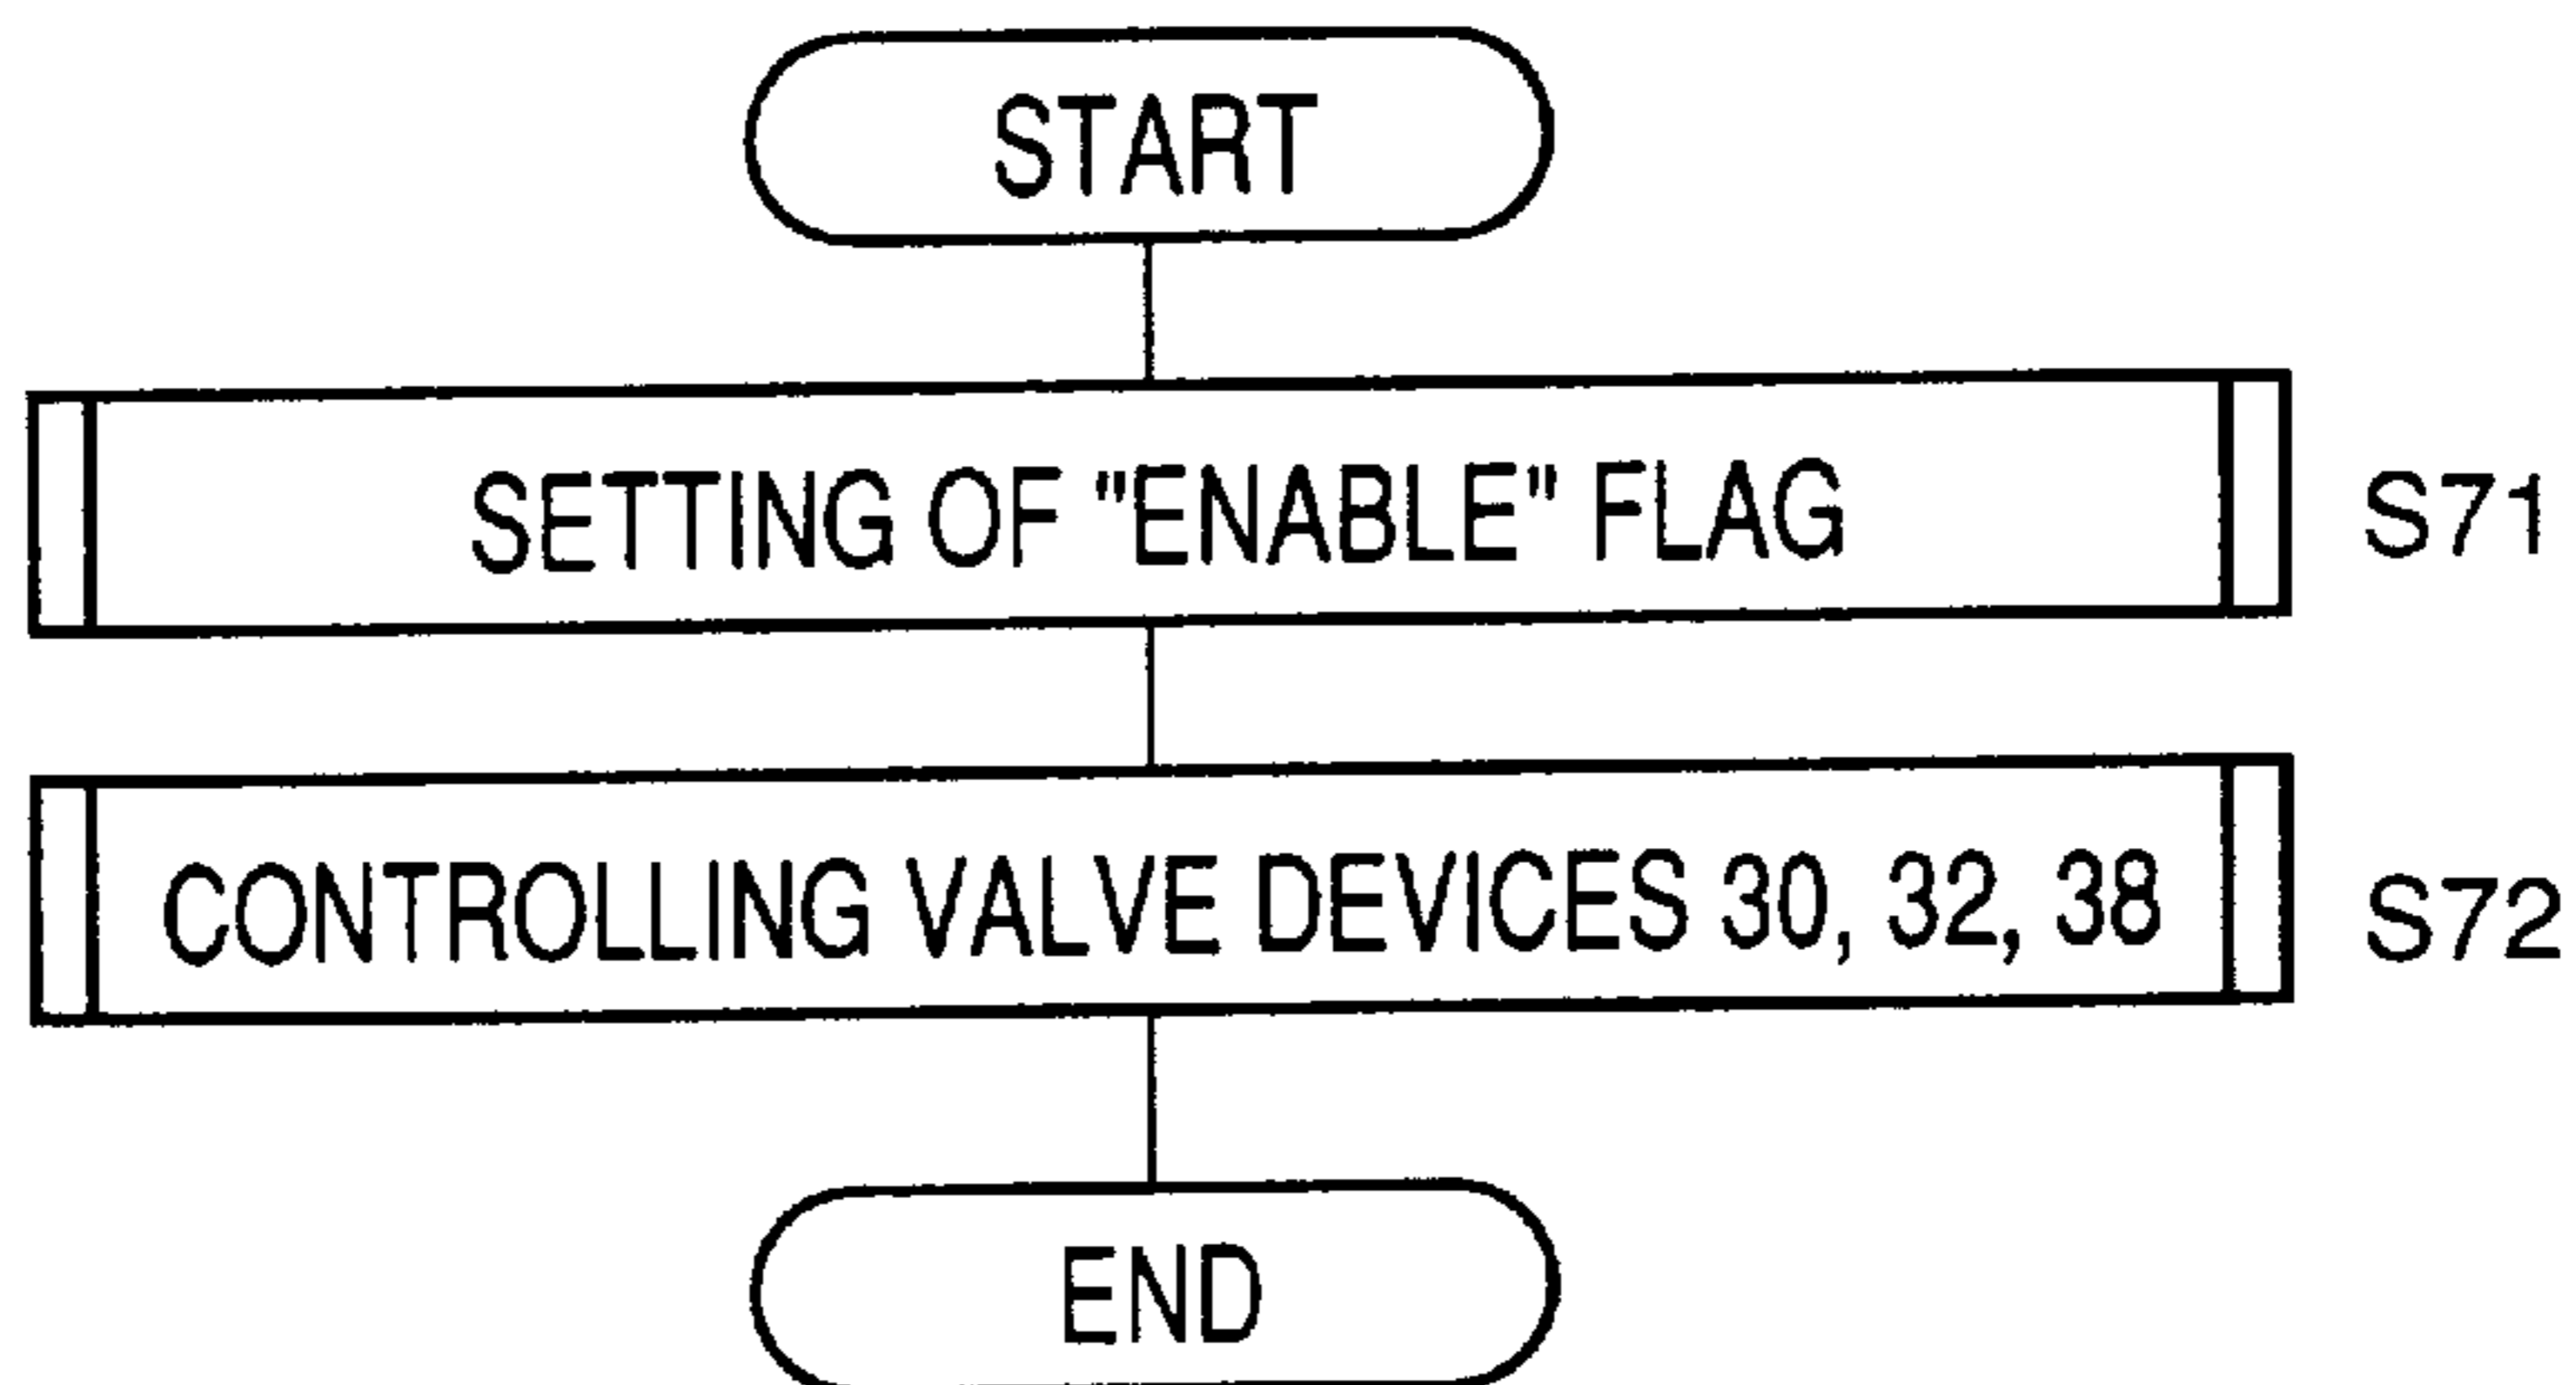 START
SETTING OF "ENABLE" FLAG S71
CONTROLLING VALVE DEVICES 30, 32, 38 S72
END